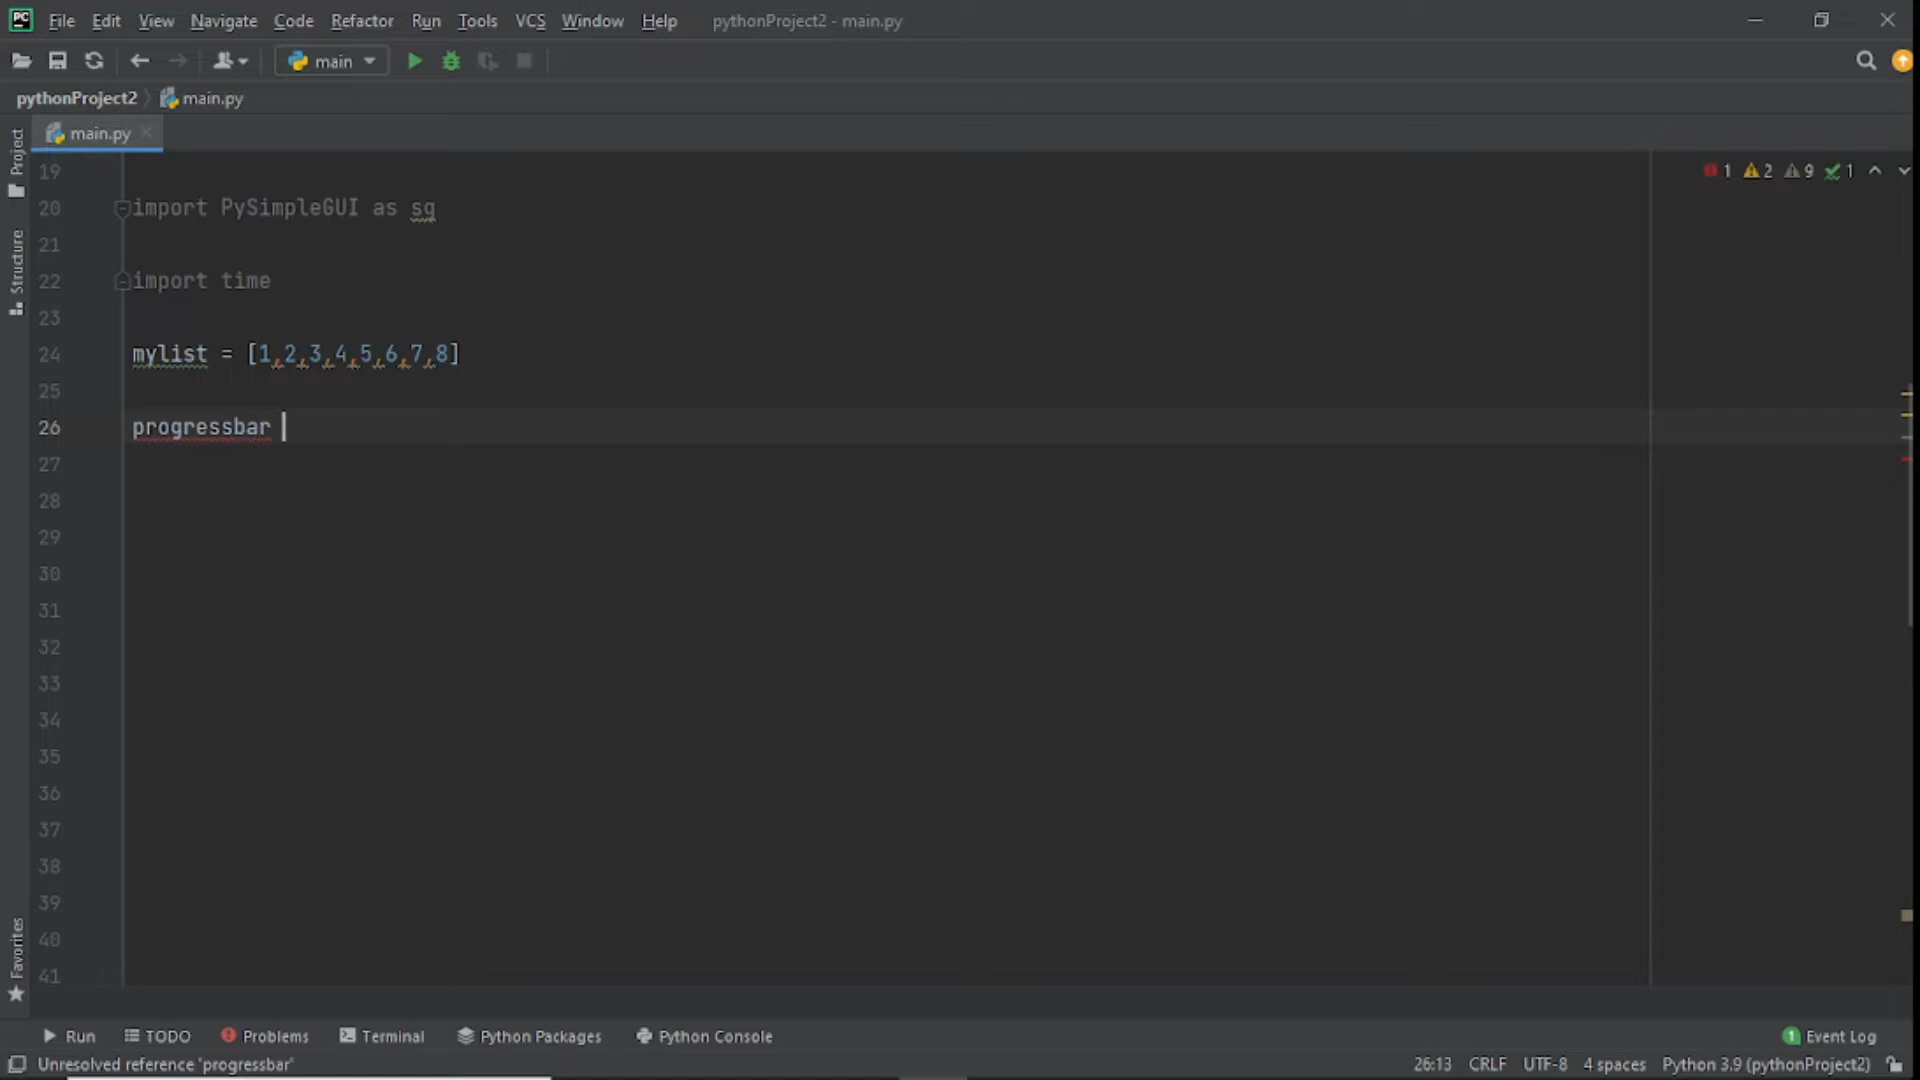 PC File Edit View Navigate Code Refactor Run Tools VCS Window Help pythonProject2 - main.py
main
pythonProject2 main.py
main.py
Project
Structure
Favorites
1 2 9 1
19
20 import PySimpleGUI as sg
21
22 import time
23
24 mylist = [1,2,3,4,5,6,7,8]
25
26 progressbar
27
28
29
30
31
32
33
34
35
36
37
38
39
40
41
Run TODO Problems Terminal Python Packages Python Console 1 Event Log
Unresolved reference 'progressbar' 26:13 CRLF UTF-8 4 spaces Python 3.9 (pythonProject2)